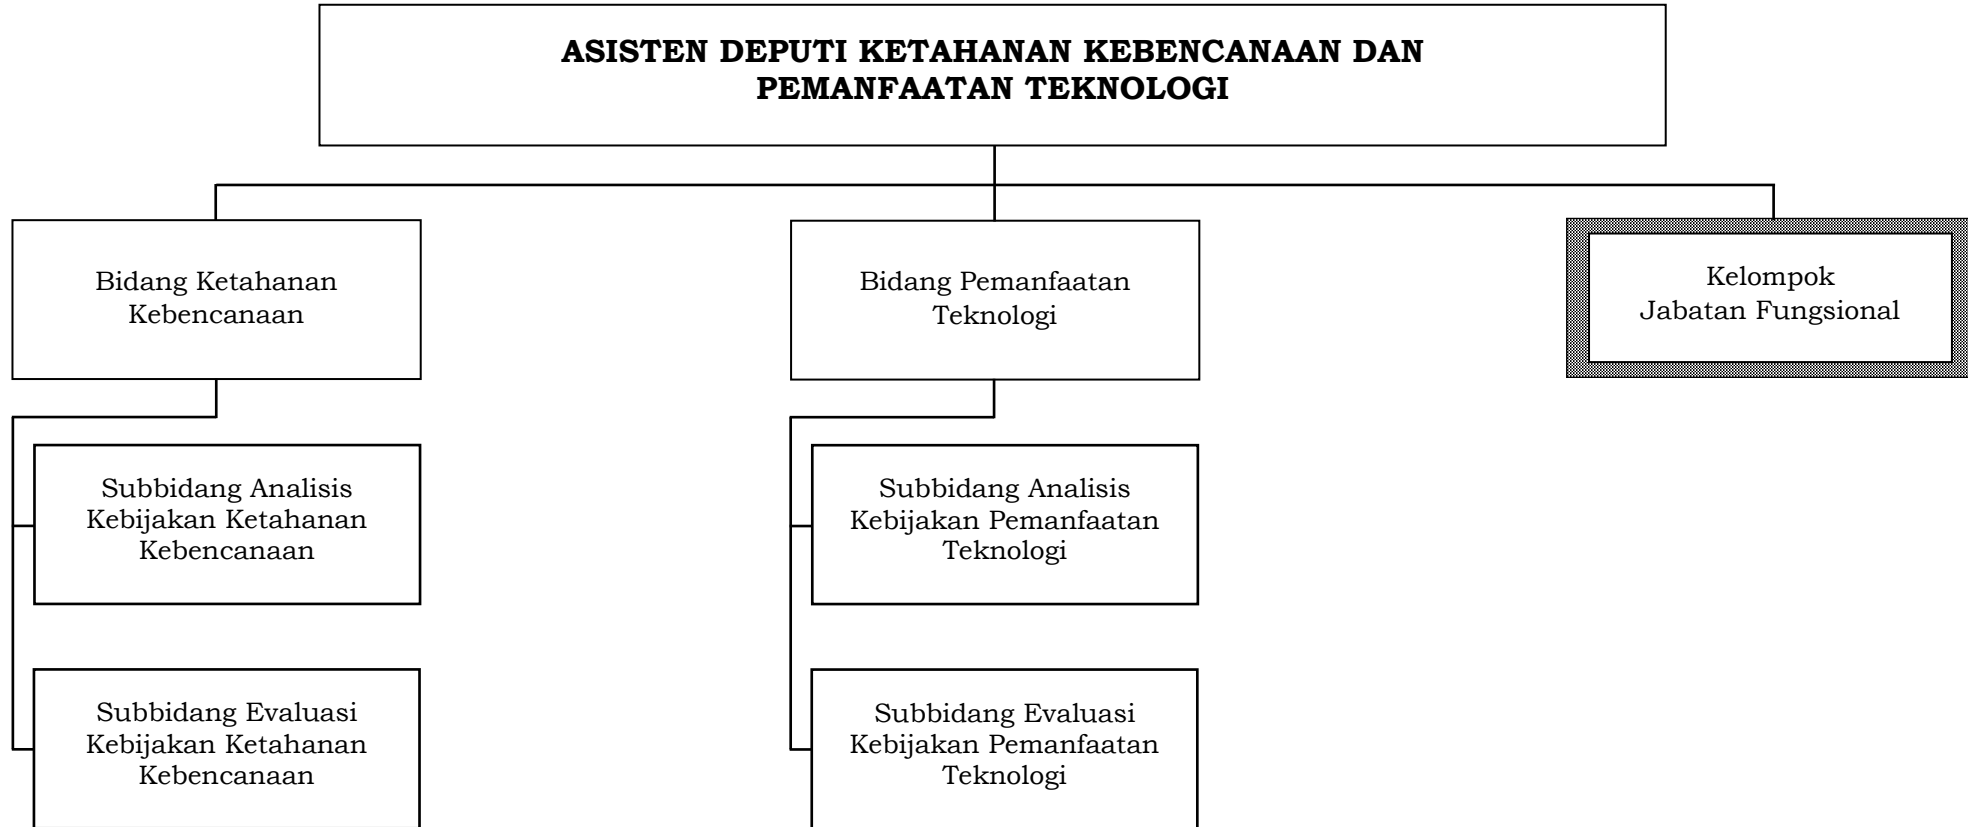 ASISTEN DEPUTI KETAHANAN KEBENCANAAN DAN
PEMANFAATAN TEKNOLOGI
Bidang Ketahanan
Kebencanaan
Bidang Pemanfaatan
Teknologi
Kelompok
Jabatan Fungsional
Subbidang Analisis
Kebijakan Ketahanan
Kebencanaan
Subbidang Analisis
Kebijakan Pemanfaatan
Teknologi
Subbidang Evaluasi
Kebijakan Ketahanan
Kebencanaan
Subbidang Evaluasi
Kebijakan Pemanfaatan
Teknologi